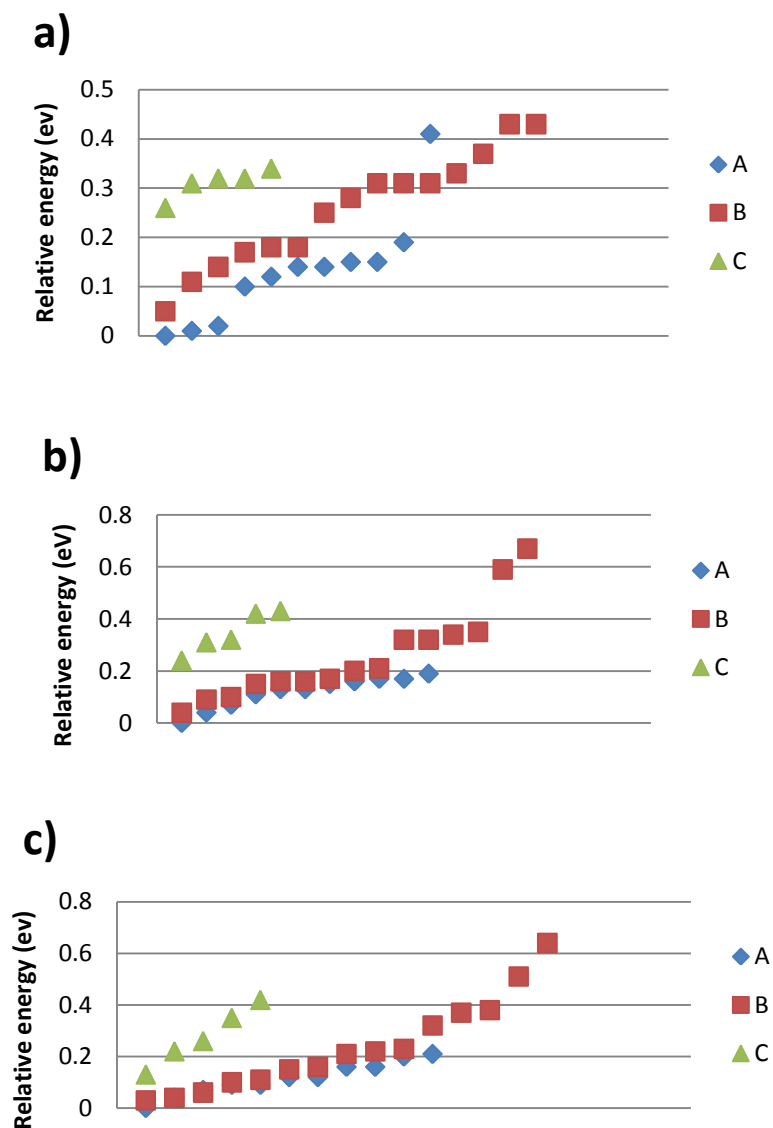 a)
Relative energy (ev)
0.5
0.4
0.3
0.2
0.1
0
A
B
C
b)
Relative energy (eV)
0.8
0.6
0.4
0.2
0
A
B
C
c)
Relative energy (ev)
0.8
0.6
0.4
0.2
0
A
B
C